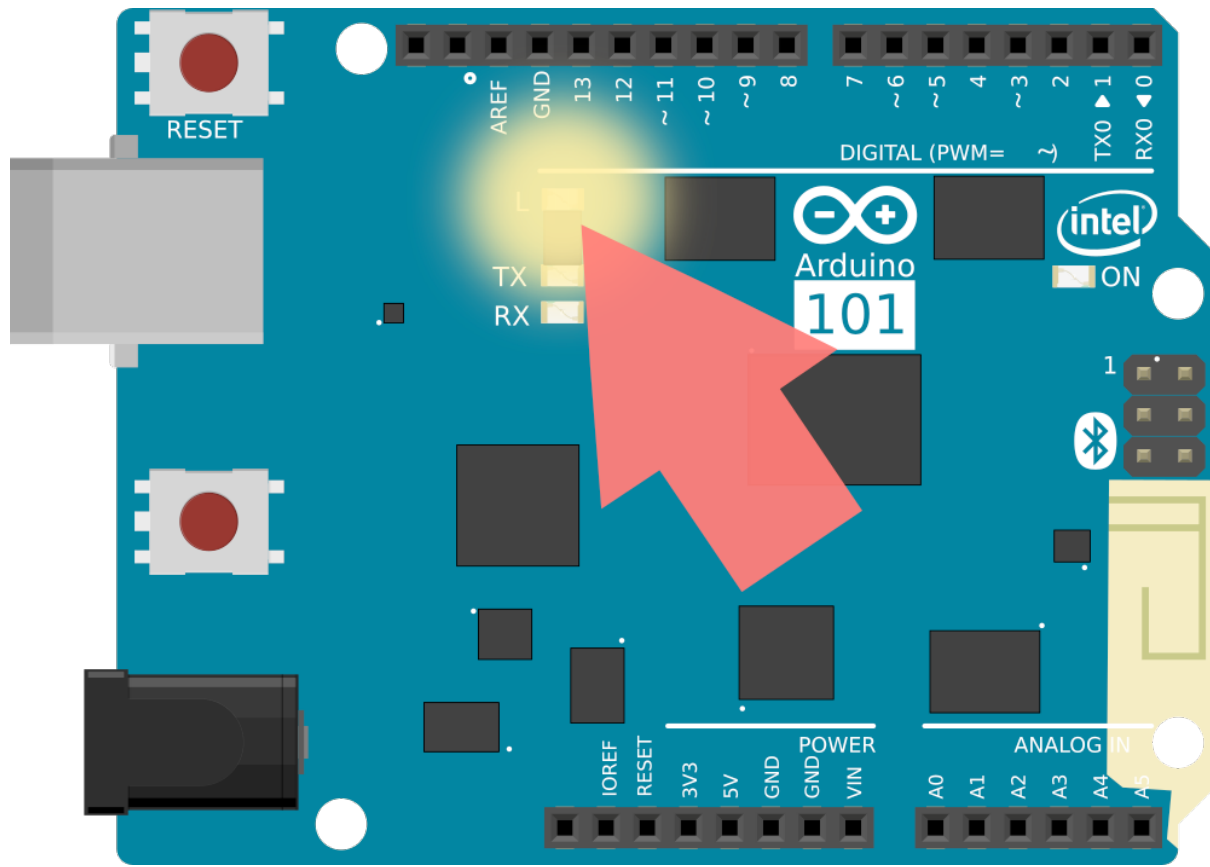 RESET
AREF
GND
13
12
~11
~10
~9
8
7
~6
~5
4
~3
2
TX0 ▶ 1
RX0 ◀ 0
DIGITAL (PWM= ~)
L
TX
RX
Arduino
101
intel
ON
1
POWER
ANALOG IN
IOREF
RESET
3V3
5V
GND
GND
VIN
A0
A1
A2
A3
A4
A5